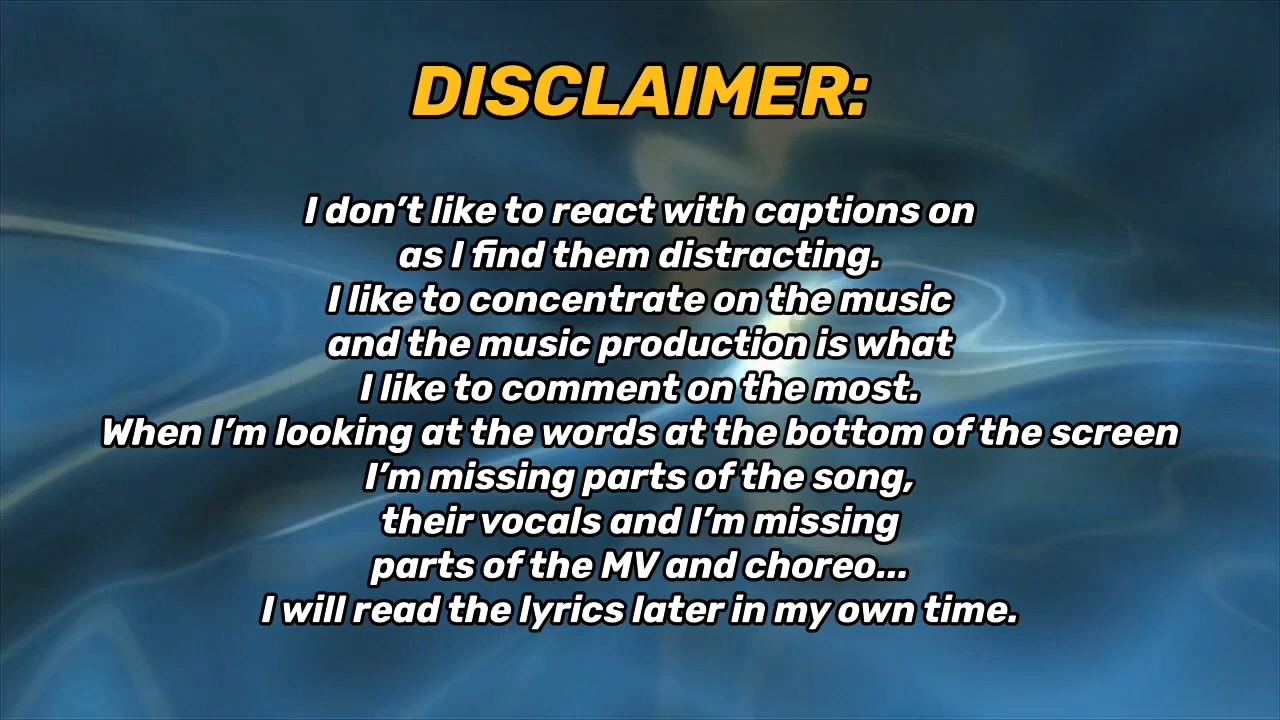 DISCLAIMER:
I don't like to react with captions on
as I find them distracting.
I like to concentrate on the music
and the music production is what
I like to comment on the most.
When I'm looking at the words at the bottom of the screen
I'm missing parts of the song,
their vocals and I'm missing
parts of the MV and choreo...
I will read the lyrics later in my own time.